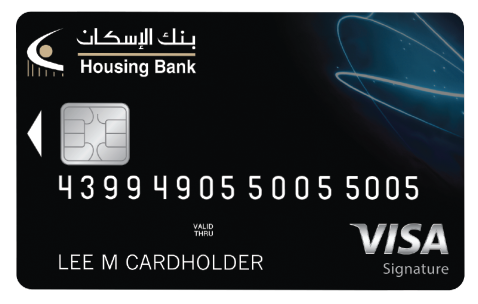 بنك الإسكان
Housing Bank
4399 4905 5005 5005
VALID
THRU
LEE M CARDHOLDER
VISA
Signature